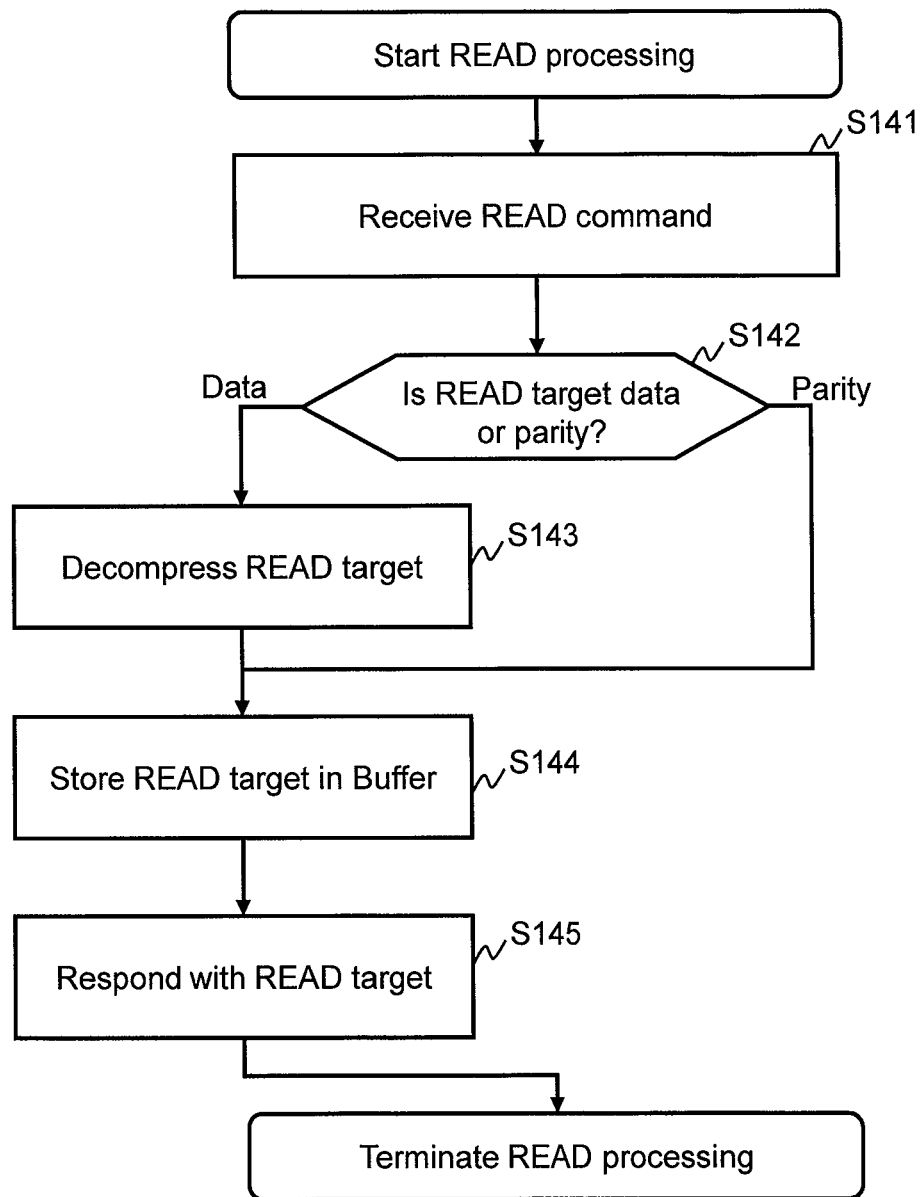 Start READ processing
S141
Receive READ command
S142
Data
Is READ target data
or parity?
Parity
S143
Decompress READ target
S144
Store READ target in Buffer
S145
Respond with READ target
Terminate READ processing